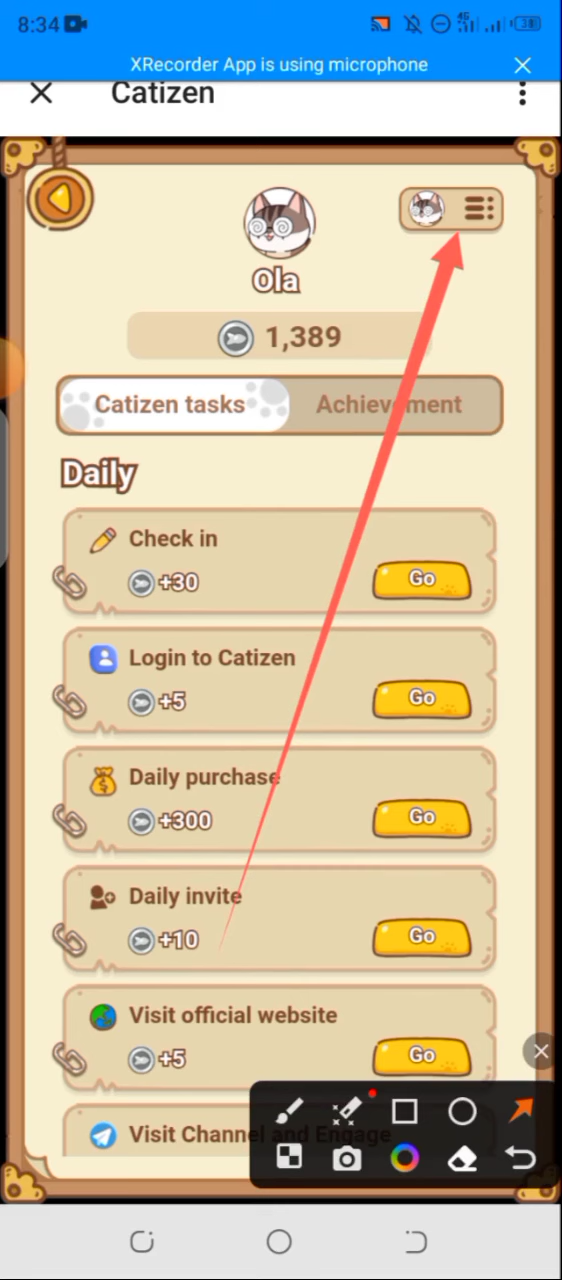 8:34
4G
38
XRecorder App is using microphone
Catizen
Ola
1,389
Catizen tasks
Achievement
Daily
Check in
+30
Go
Login to Catizen
+5
Go
Daily purchase
+300
Go
Daily invite
+10
Go
Visit official website
+5
Go
Visit Channel and Engage